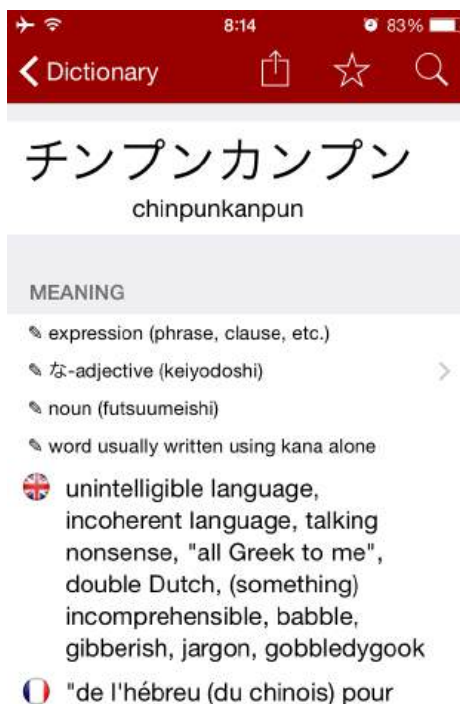 8:14
83%
Dictionary
チンプンカンプン
chinpunkanpun
MEANING
expression (phrase, clause, etc.)
な-adjective (keiyodoshi)
noun (futsuumeishi)
word usually written using kana alone
unintelligible language,
incoherent language, talking
nonsense, "all Greek to me",
double Dutch, (something)
incomprehensible, babble,
gibberish, jargon, gobbledygook
"de l'hébreu (du chinois) pour